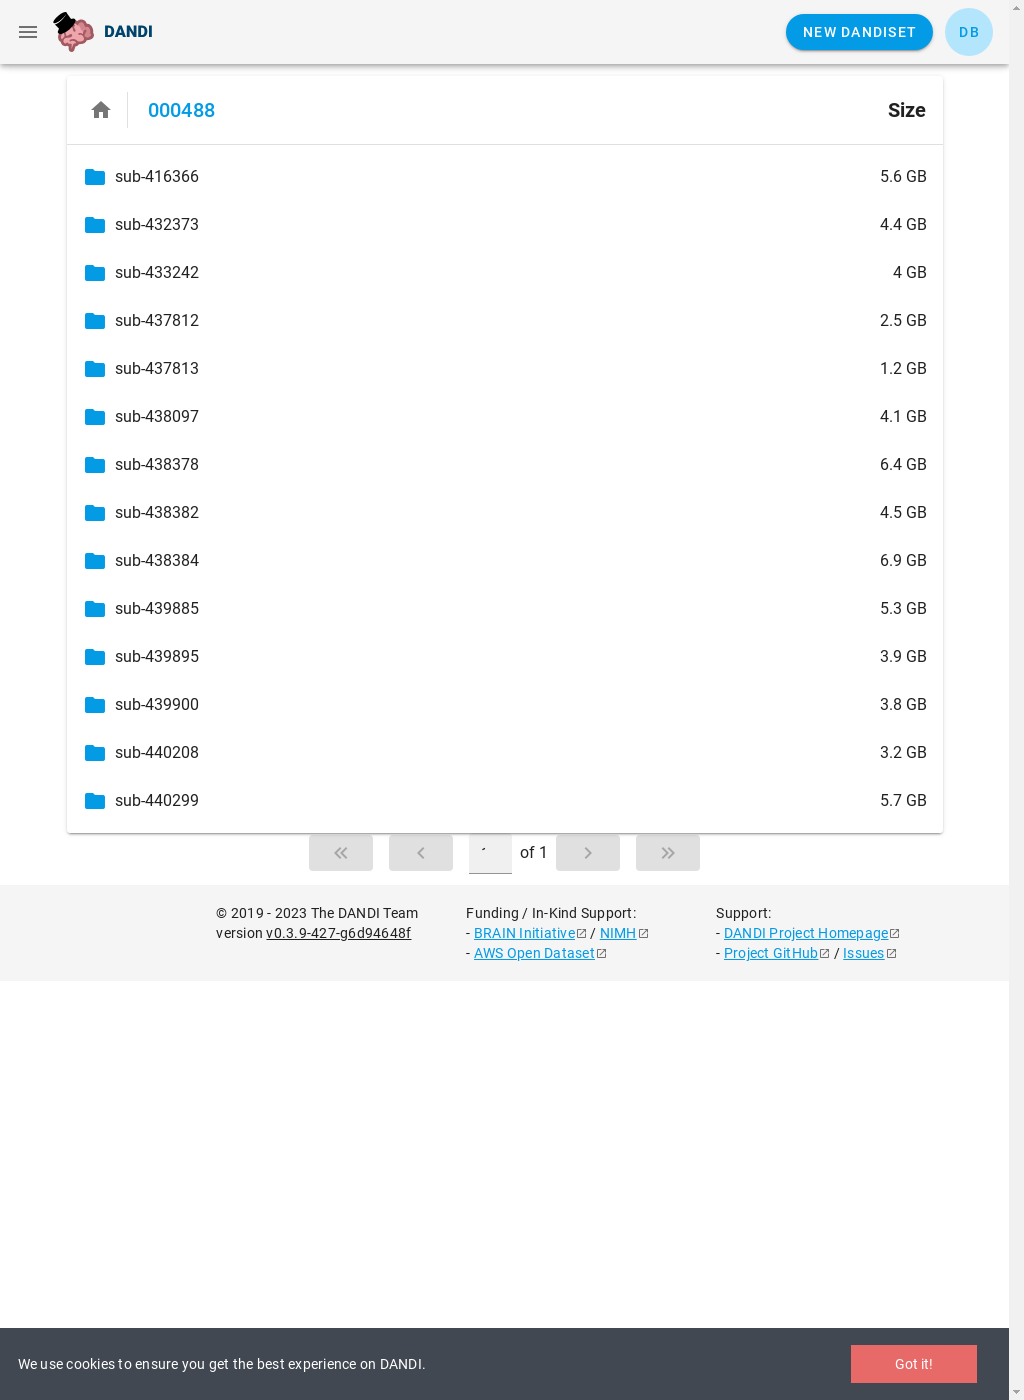 DANDI
NEW DANDISET
DB
000488
Size
sub-416366 5.6 GB
sub-432373 4.4 GB
sub-433242 4 GB
sub-437812 2.5 GB
sub-437813 1.2 GB
sub-438097 4.1 GB
sub-438378 6.4 GB
sub-438382 4.5 GB
sub-438384 6.9 GB
sub-439885 5.3 GB
sub-439895 3.9 GB
sub-439900 3.8 GB
sub-440208 3.2 GB
sub-440299 5.7 GB
of 1
© 2019 - 2023 The DANDI Team
version v0.3.9-427-g6d94648f
Funding / In-Kind Support:
- BRAIN Initiative / NIMH
- AWS Open Dataset
Support:
- DANDI Project Homepage
- Project GitHub / Issues
We use cookies to ensure you get the best experience on DANDI.
Got it!